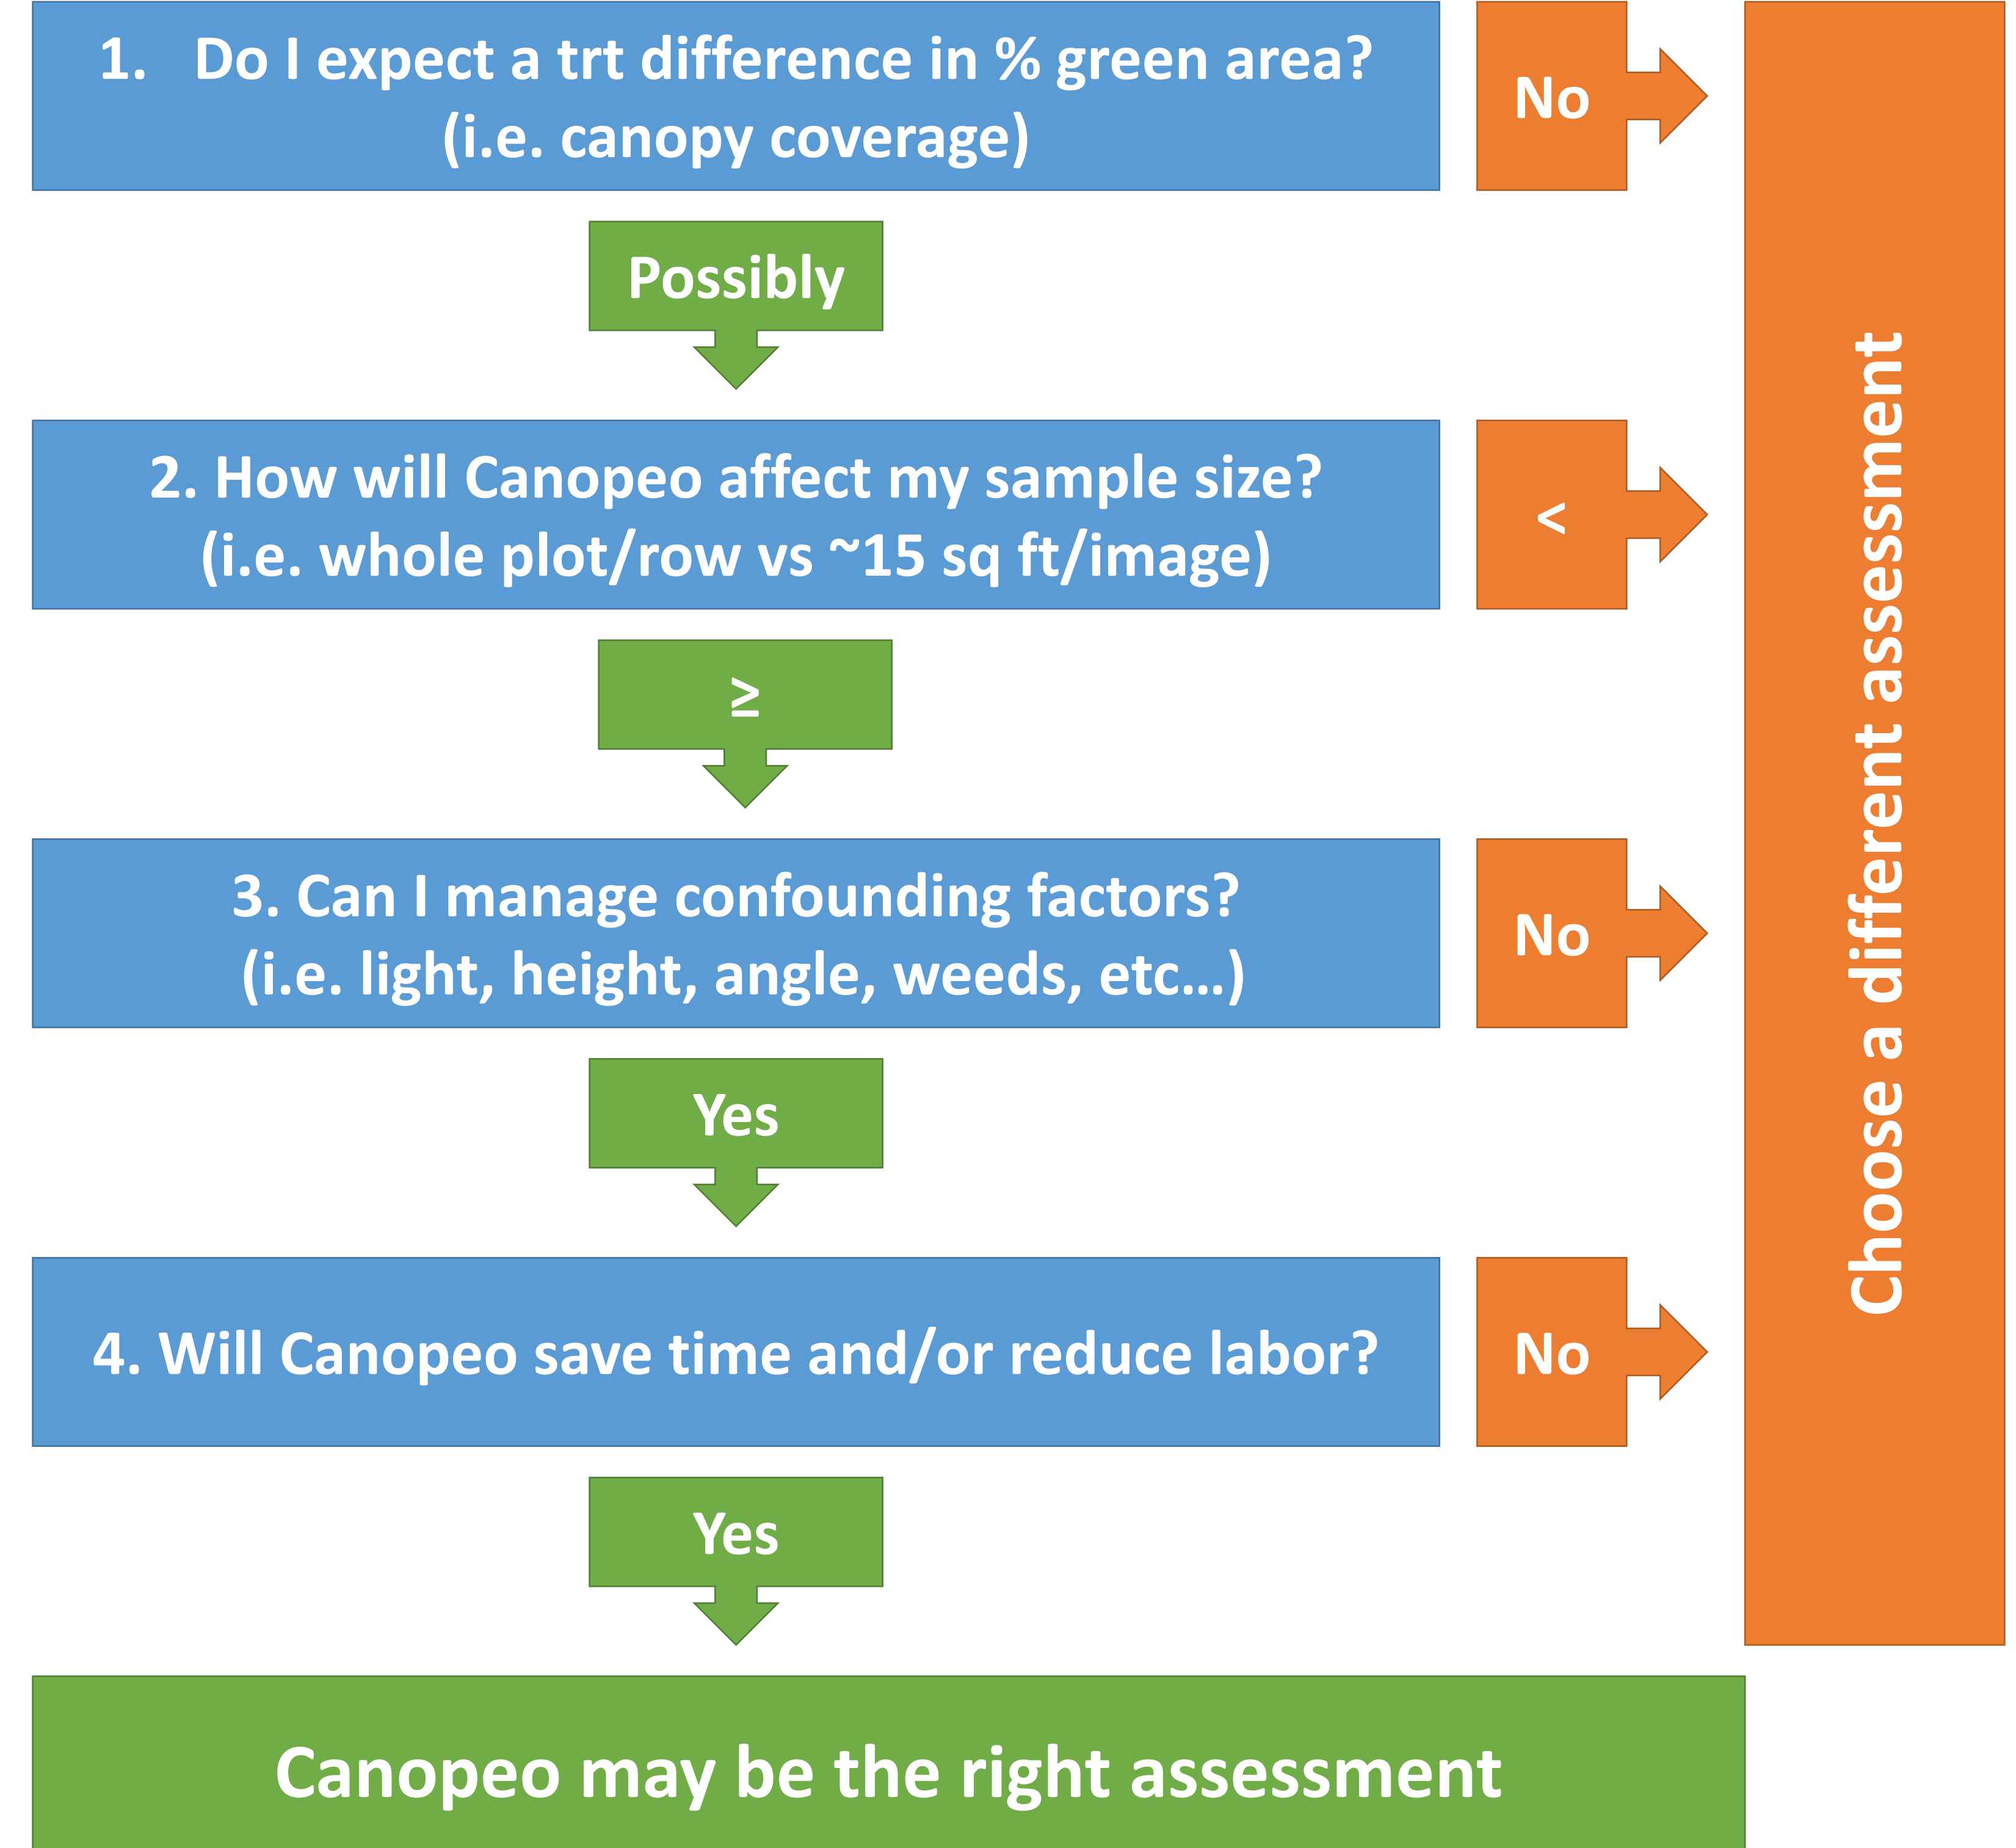 1. Do I expect a trt difference in % green area?
(i.e. canopy coverage)
No
Possibly
2. How will Canopeo affect my sample size?
(i.e. whole plot/row vs ~15 sq ft/image)
<
≥
3. Can I manage confounding factors?
(i.e. light, height, angle, weeds, etc…)
No
Yes
4. Will Canopeo save time and/or reduce labor?
No
Yes
Choose a different assessment
Canopeo may be the right assessment